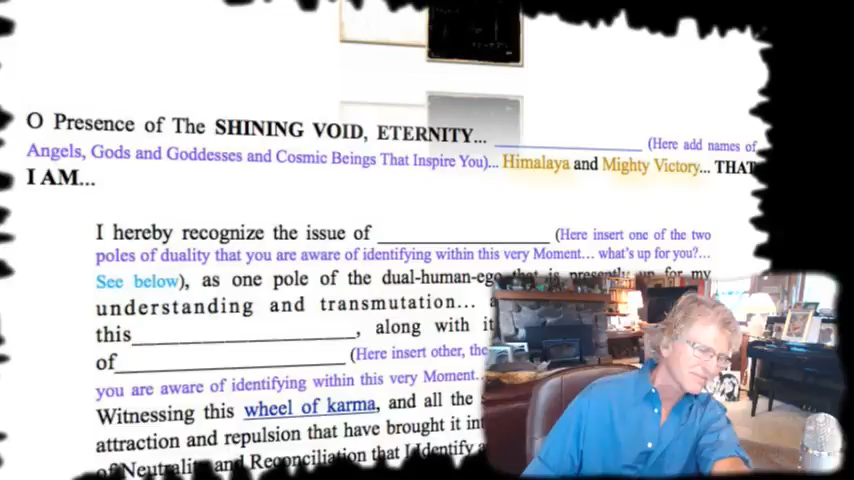 O Presence of The SHINING VOID, ETERNITY... ____________________ (Here add names of
Angels, Gods and Goddesses and Cosmic Beings That Inspire You)... Himalaya and Mighty Victory... THAT
I AM...
I hereby recognize the issue of ____________________ (Here insert one of the two
poles of duality that you are aware of identifying within this very Moment... what's up for you?...
See below), as one pole of the dual-human-ego that is presently up for my
understanding and transmutation...
this____________________, along with it
of____________________ (Here insert other, the
you are aware of identifying within this very Moment...
Witnessing this wheel of karma, and all the
attraction and repulsion that have brought it int
of Neutrality and Reconciliation that I Identify